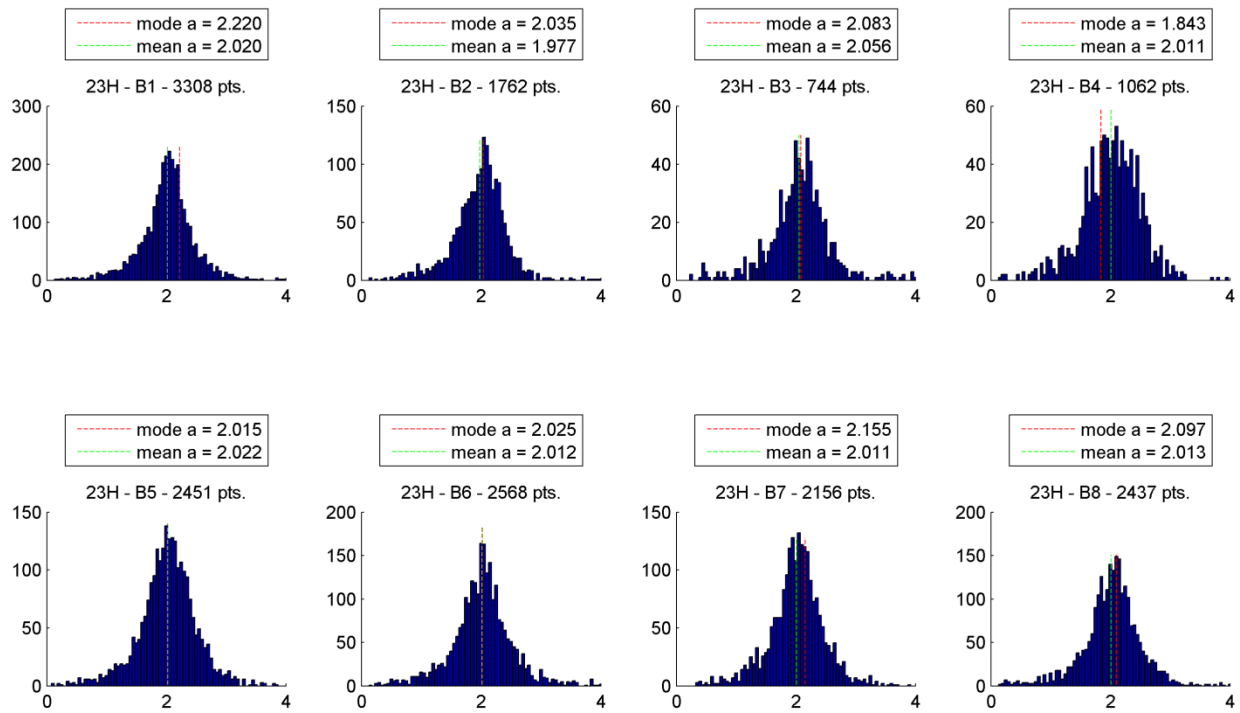 mode a = 2.220
mean a = 2.020
23H - B1 - 3308 pts.
300
200
100
0
0 2 4
mode a = 2.035
mean a = 1.977
23H - B2 - 1762 pts.
150
100
50
0
0 2 4
mode a = 2.083
mean a = 2.056
23H - B3 - 744 pts.
60
40
20
0
0 2 4
mode a = 1.843
mean a = 2.011
23H - B4 - 1062 pts.
60
40
20
0
0 2 4
mode a = 2.015
mean a = 2.022
23H - B5 - 2451 pts.
150
100
50
0
0 2 4
mode a = 2.025
mean a = 2.012
23H - B6 - 2568 pts.
200
150
100
50
0
0 2 4
mode a = 2.155
mean a = 2.011
23H - B7 - 2156 pts.
150
100
50
0
0 2 4
mode a = 2.097
mean a = 2.013
23H - B8 - 2437 pts.
200
150
100
50
0
0 2 4